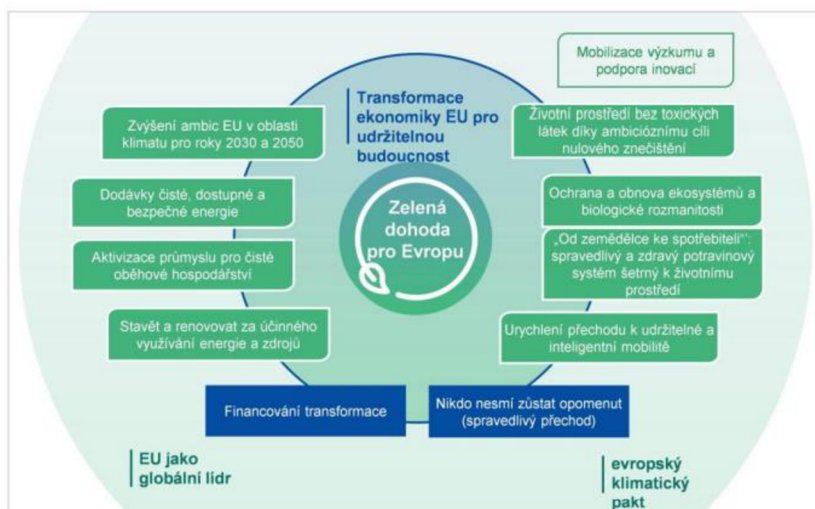 Mobilizace výzkumu a
podpora inovací
Transformace
ekonomiky EU pro
udržitelnou
budoucnost
Zvýšení ambic EU v oblasti
klimatu pro roky 2030 a 2050
Životní prostředí bez toxických
látek díky ambicióznímu cíli
nulového znečištění
Dodávky čisté, dostupné a
bezpečné energie
Zelená
dohoda
pro Evropu
Ochrana a obnova ekosystémů a
biologické rozmanitosti
Aktivizace průmyslu pro čisté
oběhové hospodářství
„Od zemědělce ke spotřebiteli“':
spravedlivý a zdravý potravinový
systém šetrný k životnímu
prostředí
Stavět a renovovat za účinného
využívání energie a zdrojů
Urychlení přechodu k udržitelné a
inteligentní mobilitě
Financování transformace
Nikdo nesmí zůstat opomenut
(spravedlivý přechod)
EU jako
globální lídr
evropský
klimatický
pakt